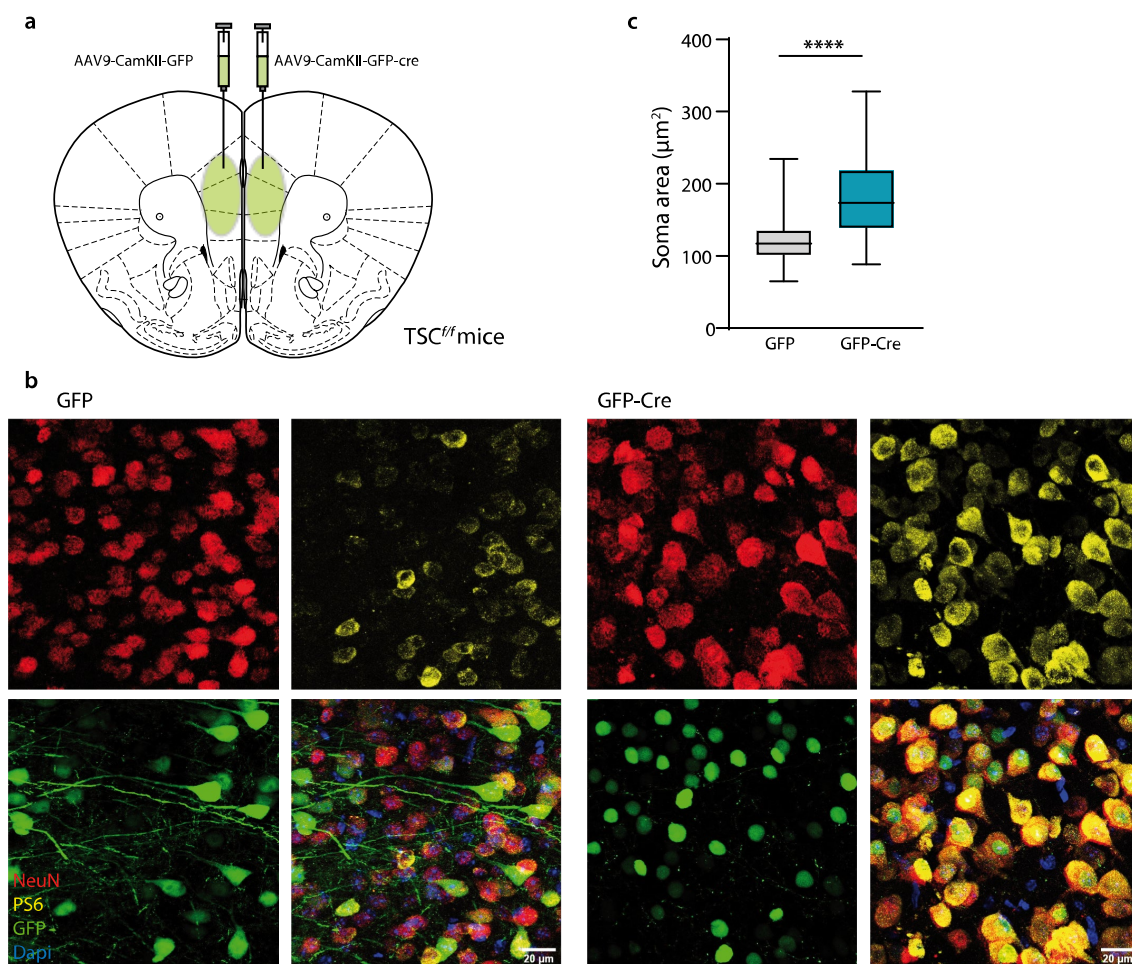 a
AAV9-CamKII-GFP
AAV9-CamKII-GFP-cre
TSCf/f mice
c
****
Soma area (µm²)
400
300
200
100
0
GFP
GFP-Cre
b
GFP
GFP-Cre
NeuN
PS6
GFP
Dapi
20 µm
20 µm